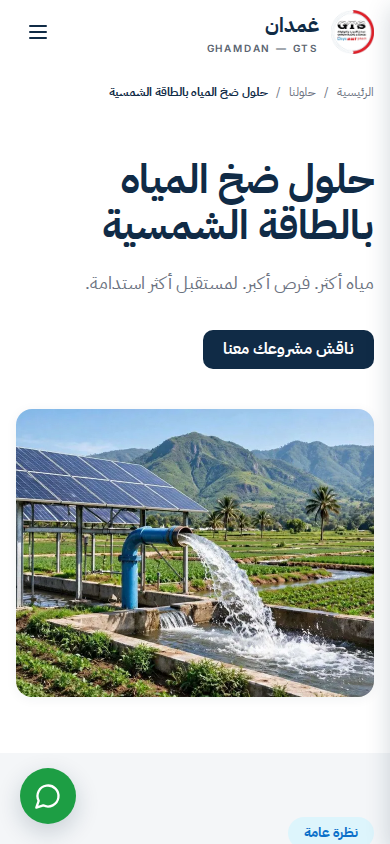 غمدان
GHAMDAN — GTS
GTS
الرئيسية / حلولنا / حلول ضخ المياه بالطاقة الشمسية
حلول ضخ المياه
بالطاقة الشمسية
مياه أكثر. فرص أكبر. لمستقبل أكثر استدامة.
ناقش مشروعك معنا
نظرة عامة